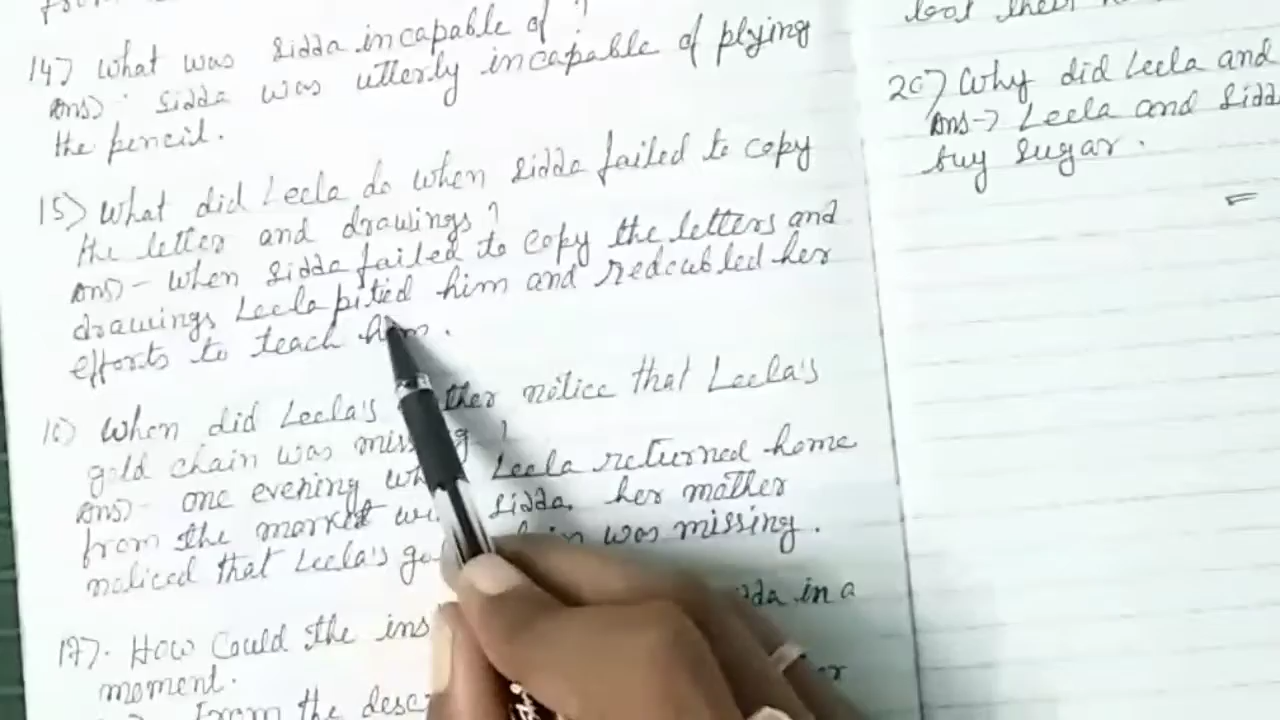 14) What was Sidda incapable of ?
Ans) : Sidda was utterly incapable of plying
the pencil.
15) What did Leela do when Sidda failed to copy
the letter and drawings?
Ans) - When Sidda failed to copy the letters and
drawings Leela pitied him and redoubled her
efforts to teach him.
16) When did Leela's ther notice that Leela's
gold chain was missing ?
Ans) - one evening Leela returned home
from the market Sidda, her mother
noticed that Leela's was missing.
17). How could the ins in a
moment.
From the
20) Why did Leela and
Ans-> Leela and
buy sugar.